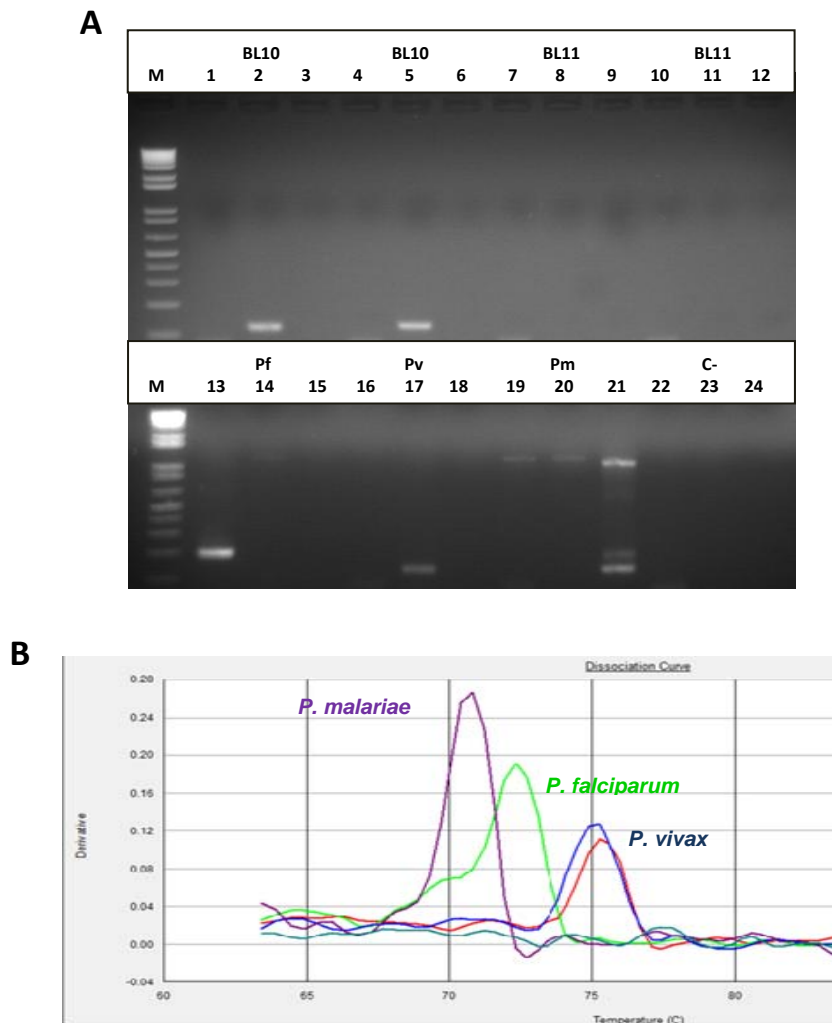 A
BL10 BL10 BL11 BL11
M 1 2 3 4 5 6 7 8 9 10 11 12
Pf Pv Pm C-
M 13 14 15 16 17 18 19 20 21 22 23 24
B
Dissociation Curve
0.28
0.24
0.20
0.16
0.12
0.08
0.04
0.00
-0.04
Derivative
P. malariae
P. falciparum
P. vivax
60 65 70 75 80
Temperature (C)